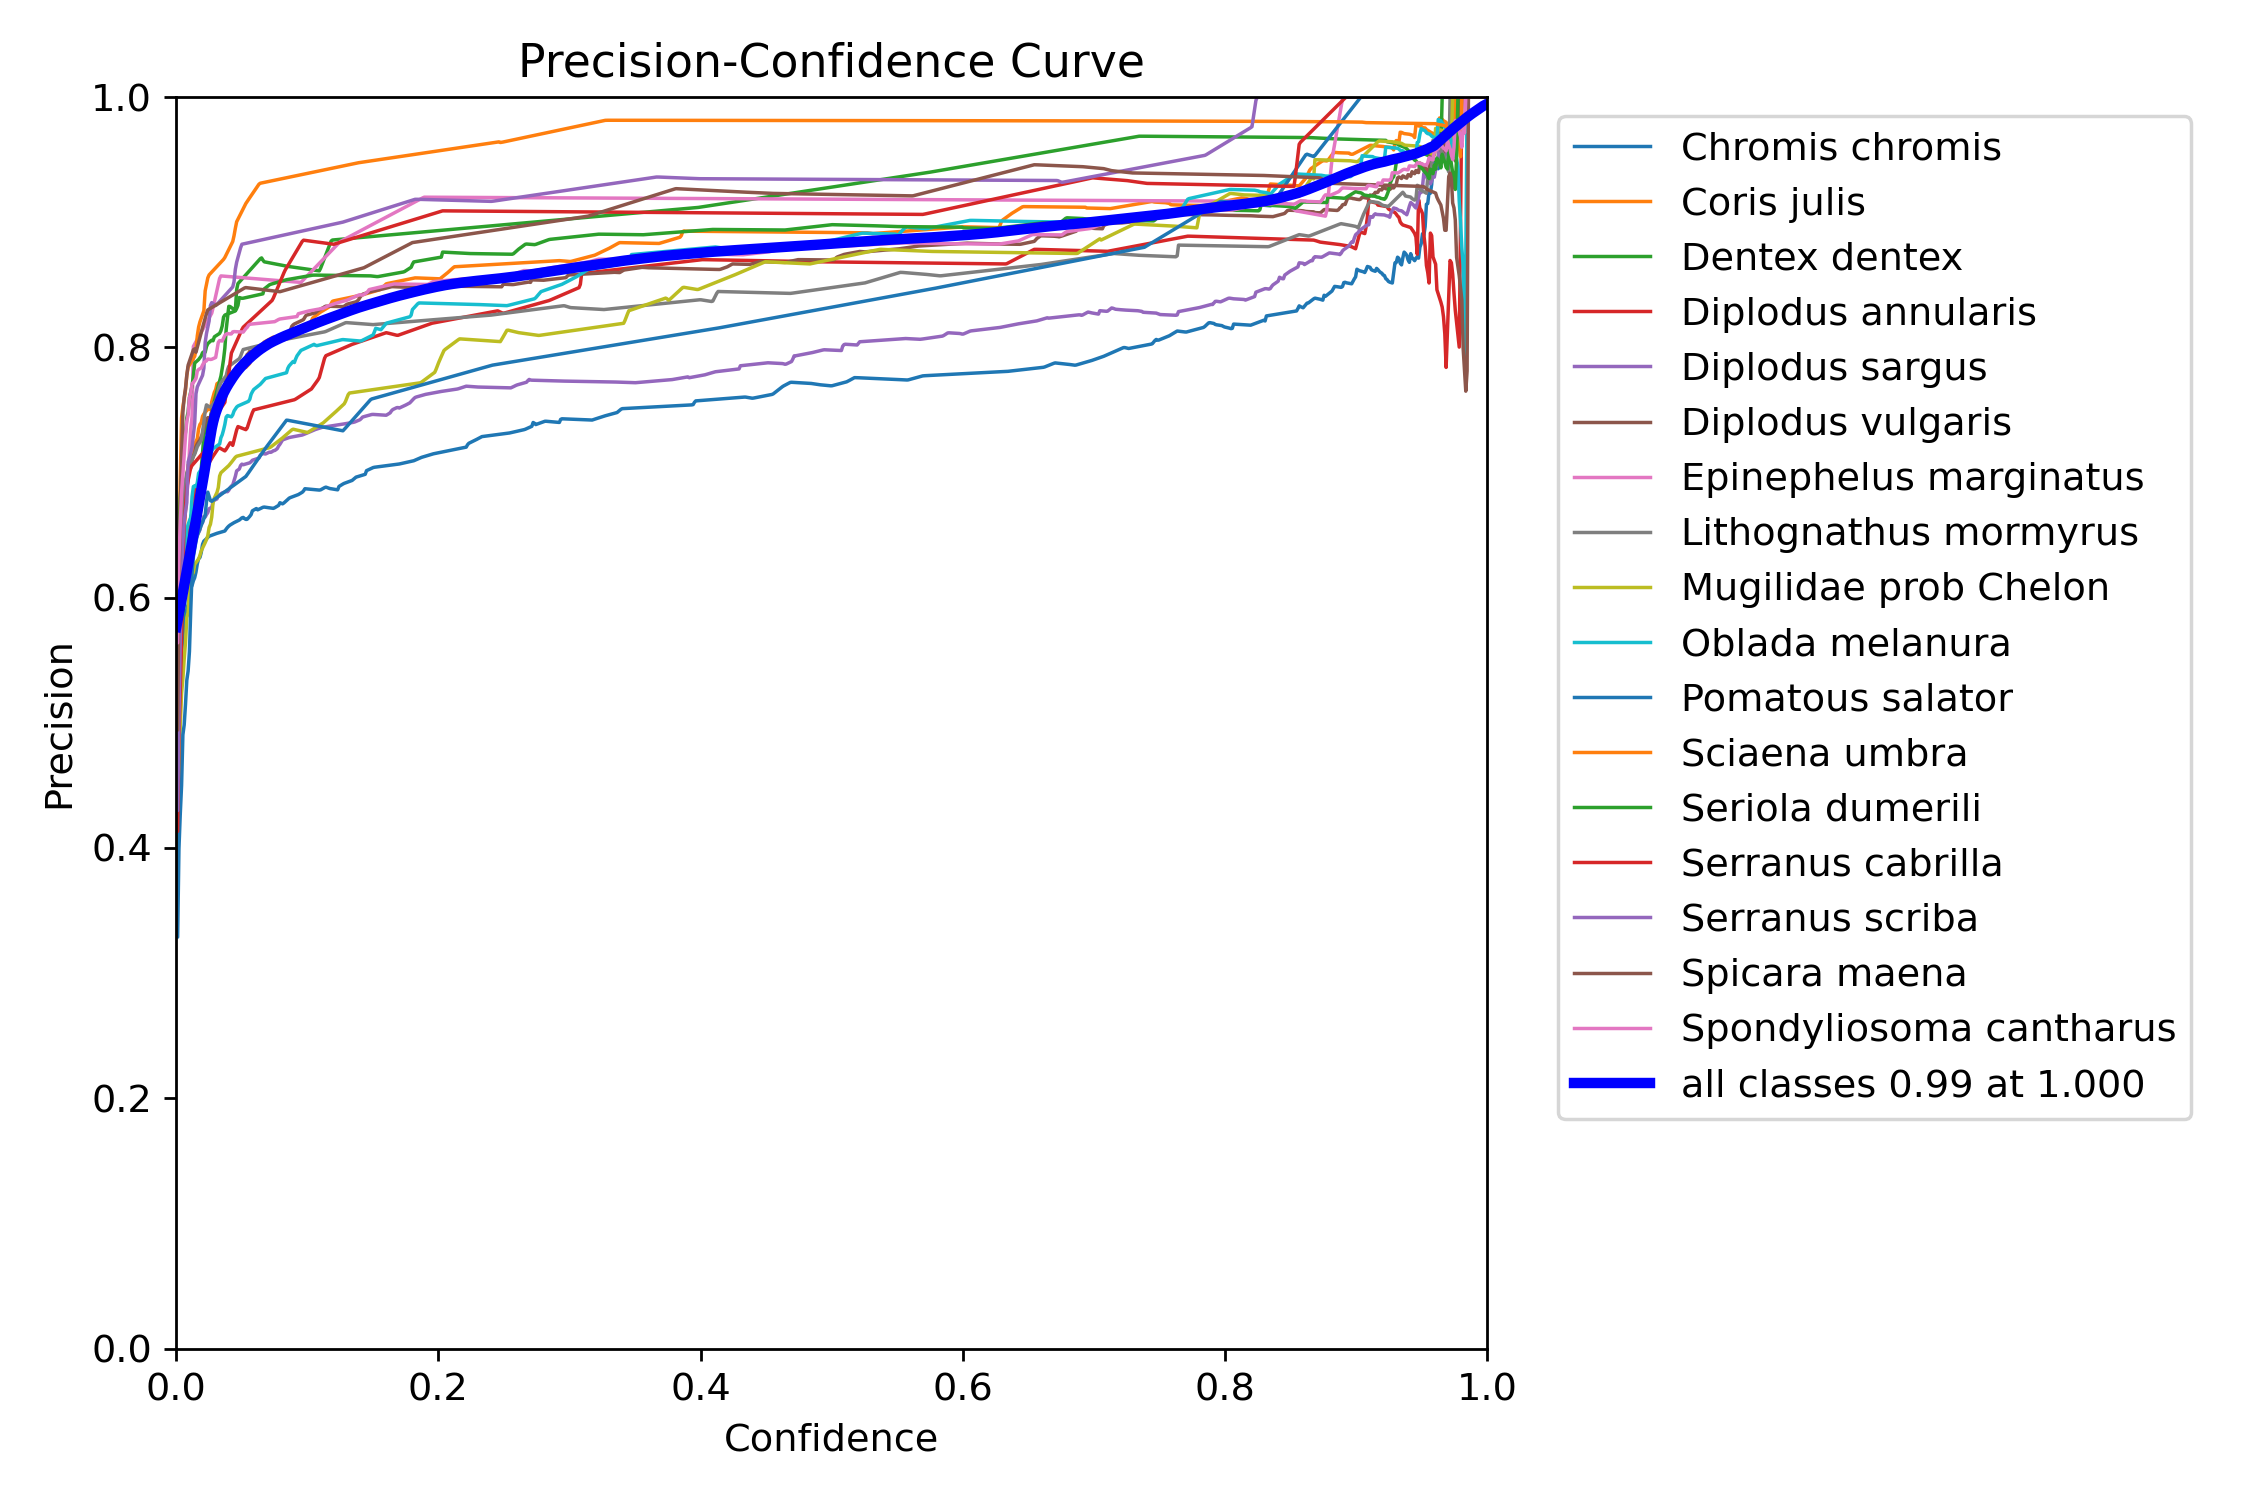 Precision-Confidence Curve
1.0
0.8
0.6
0.4
0.2
0.0
Precision
0.0 0.2 0.4 0.6 0.8 1.0
Confidence
Chromis chromis
Coris julis
Dentex dentex
Diplodus annularis
Diplodus sargus
Diplodus vulgaris
Epinephelus marginatus
Lithognathus mormyrus
Mugilidae prob Chelon
Oblada melanura
Pomatous salator
Sciaena umbra
Seriola dumerili
Serranus cabrilla
Serranus scriba
Spicara maena
Spondyliosoma cantharus
all classes 0.99 at 1.000